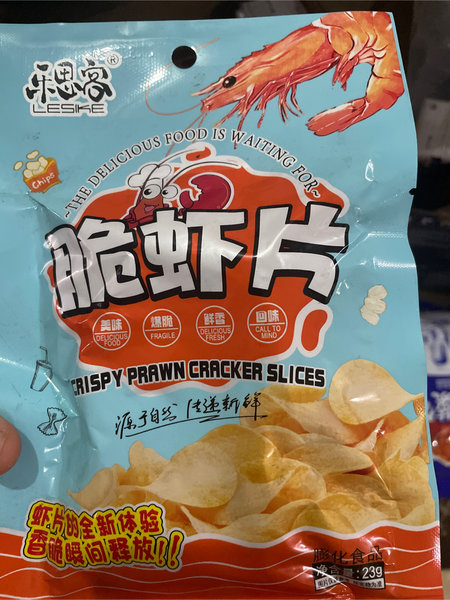 乐思客®
LESIKE
~THE DELICIOUS FOOD IS WAITING FOR~
Chips
脆虾片
美味 爆脆 鲜香 回味
DELICIOUS FOOD FRAGILE DELICIOUS FRESH CALL TO MIND
CRISPY PRAWN CRACKER SLICES
源于自然 传递新鲜
虾片的全新体验
香脆瞬间释放!!
膨化食品
净含量:23g